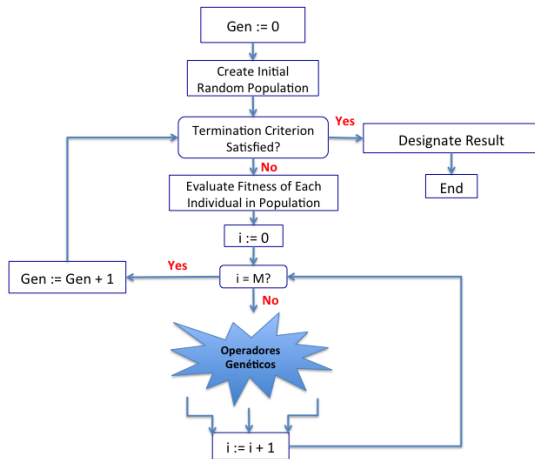 Gen := 0
Create Initial
Random Population
Termination Criterion
Satisfied?
Yes
Designate Result
End
No
Evaluate Fitness of Each
Individual in Population
i := 0
i = M?
Yes
Gen := Gen + 1
No
Operadores
Genéticos
i := i + 1